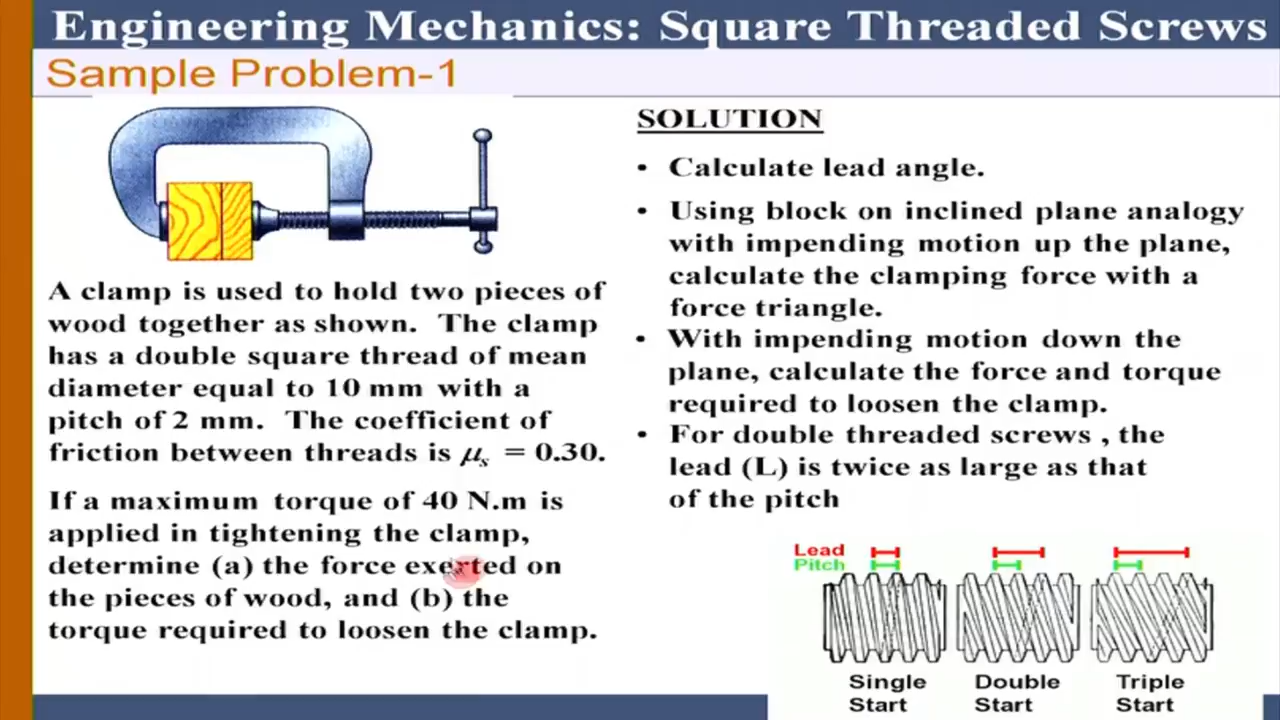 Engineering Mechanics: Square Threaded Screws
Sample Problem-1
A clamp is used to hold two pieces of
wood together as shown. The clamp
has a double square thread of mean
diameter equal to 10 mm with a
pitch of 2 mm. The coefficient of
friction between threads is μs = 0.30.
If a maximum torque of 40 N.m is
applied in tightening the clamp,
determine (a) the force exerted on
the pieces of wood, and (b) the
torque required to loosen the clamp.
SOLUTION
• Calculate lead angle.
• Using block on inclined plane analogy
with impending motion up the plane,
calculate the clamping force with a
force triangle.
• With impending motion down the
plane, calculate the force and torque
required to loosen the clamp.
• For double threaded screws , the
lead (L) is twice as large as that
of the pitch
Lead
Pitch
Single
Start
Double
Start
Triple
Start